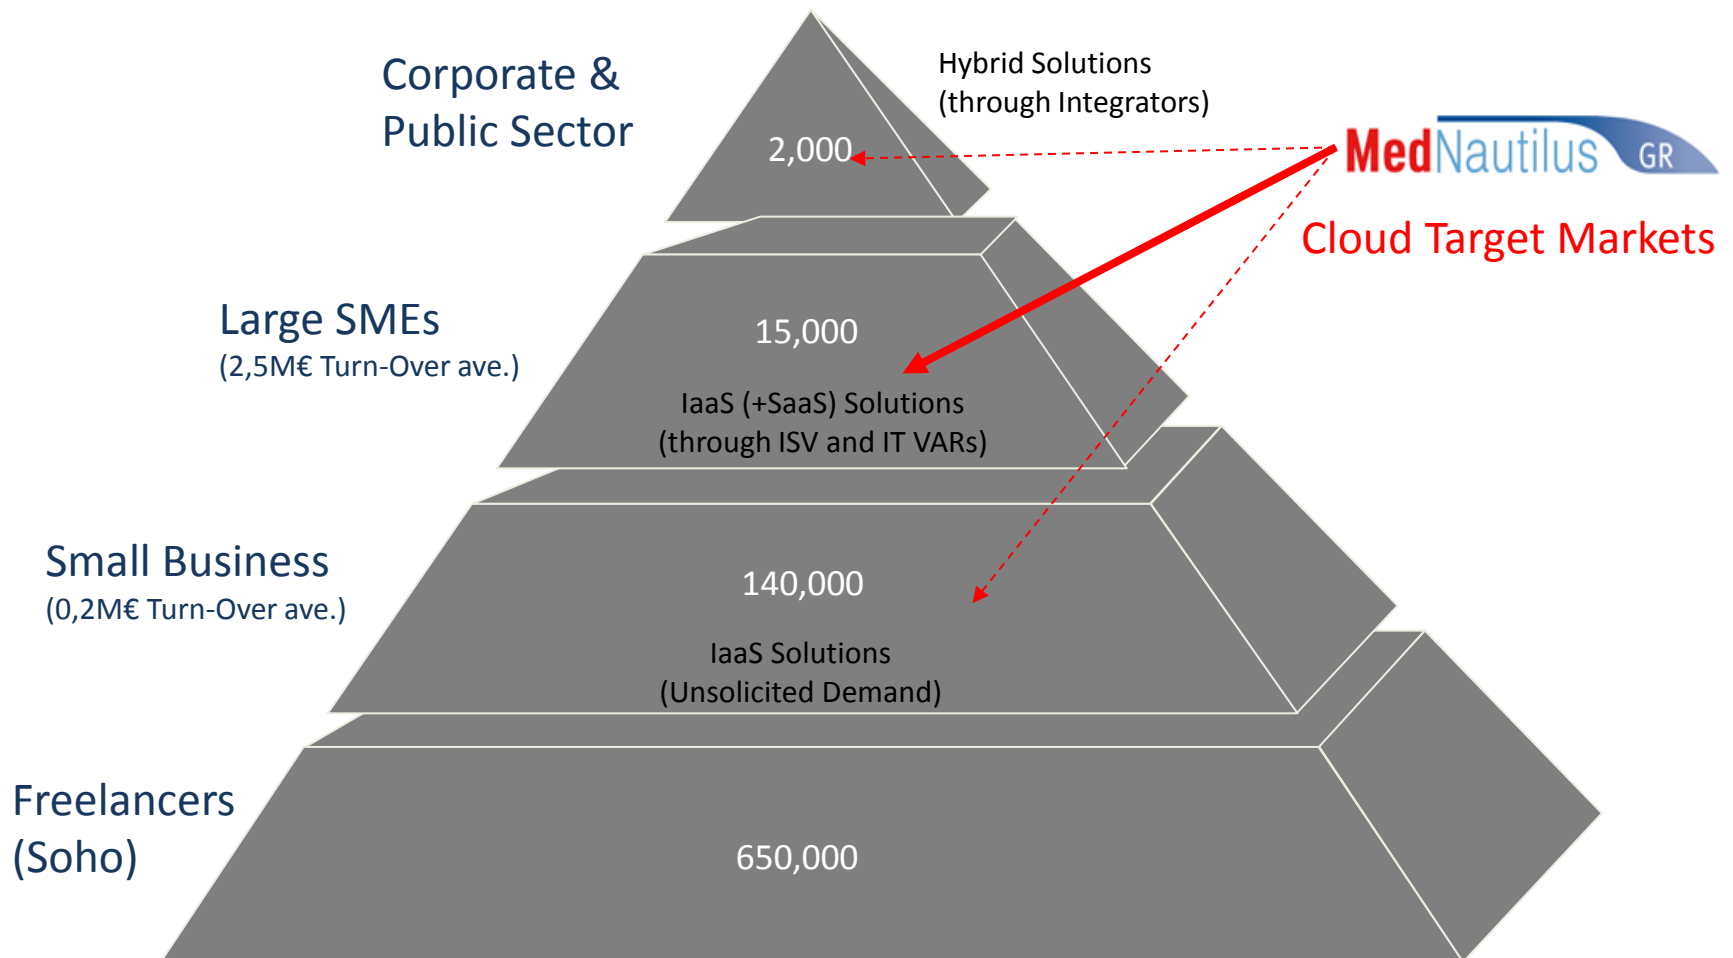 Corporate &
Public Sector
Hybrid Solutions
(through Integrators)
2,000
MedNautilus GR
Cloud Target Markets
Large SMEs
(2,5M€ Turn-Over ave.)
15,000
IaaS (+SaaS) Solutions
(through ISV and IT VARs)
Small Business
(0,2M€ Turn-Over ave.)
140,000
IaaS Solutions
(Unsolicited Demand)
Freelancers
(Soho)
650,000